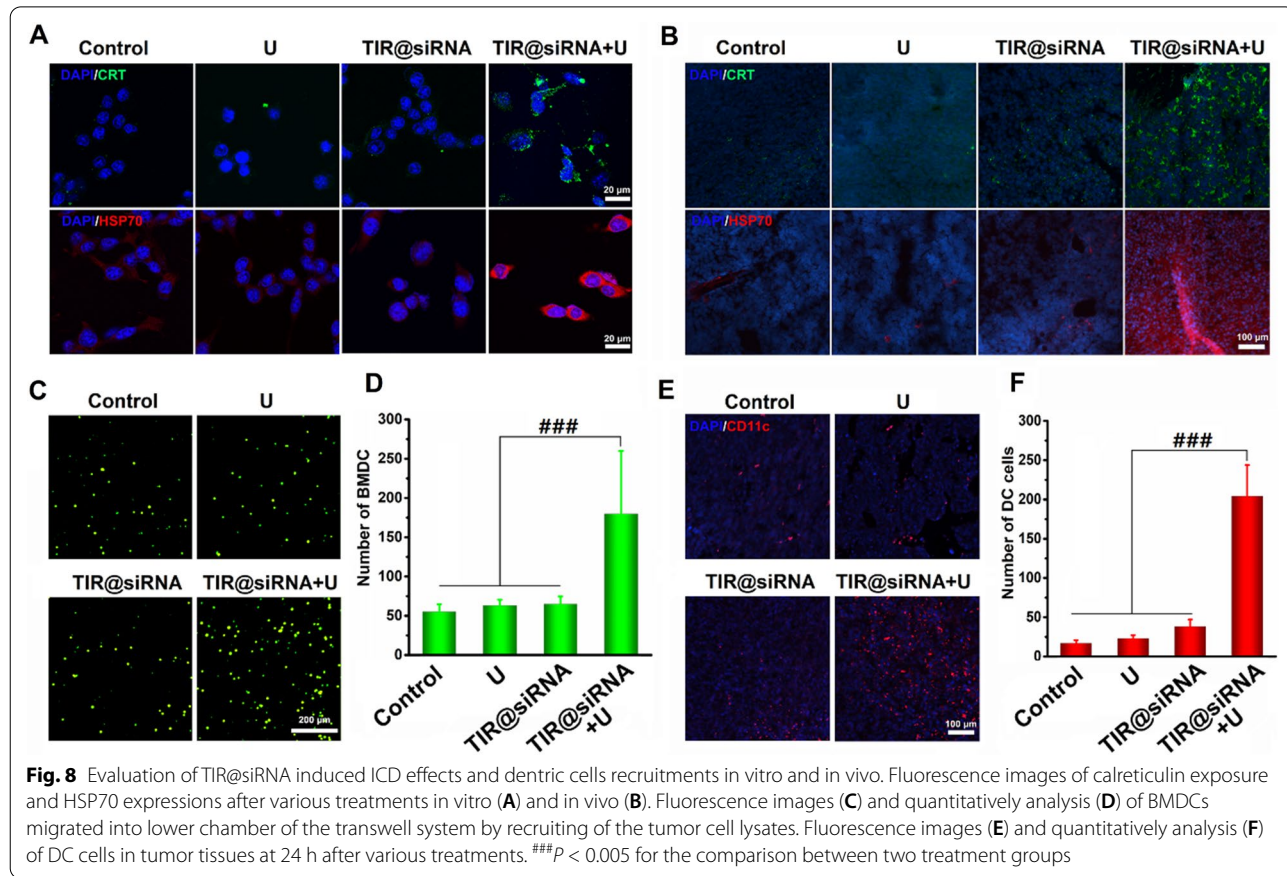 A
B
Control U TIR@siRNA TIR@siRNA+U
Control U TIR@siRNA TIR@siRNA+U
DAPI/CRT
20 μm
DAPI/CRT
DAPI/HSP70
20 μm
DAPI/HSP70
100 μm
C
Control U
TIR@siRNA TIR@siRNA+U
200 μm
D
Number of BMDC
300
250
200
150
100
50
0
###
Control
U
TIR@siRNA
TIR@siRNA
+U
E
Control U
DAPI/CD11c
TIR@siRNA TIR@siRNA+U
100 μm
F
Number of DC cells
300
250
200
150
100
50
0
###
Control
U
TIR@siRNA
TIR@siRNA
+U
Fig. 8 Evaluation of TIR@siRNA induced ICD effects and dentric cells recruitments in vitro and in vivo. Fluorescence images of calreticulin exposure
and HSP70 expressions after various treatments in vitro (A) and in vivo (B). Fluorescence images (C) and quantitatively analysis (D) of BMDCs
migrated into lower chamber of the transwell system by recruiting of the tumor cell lysates. Fluorescence images (E) and quantitatively analysis (F)
of DC cells in tumor tissues at 24 h after various treatments. ###P < 0.005 for the comparison between two treatment groups